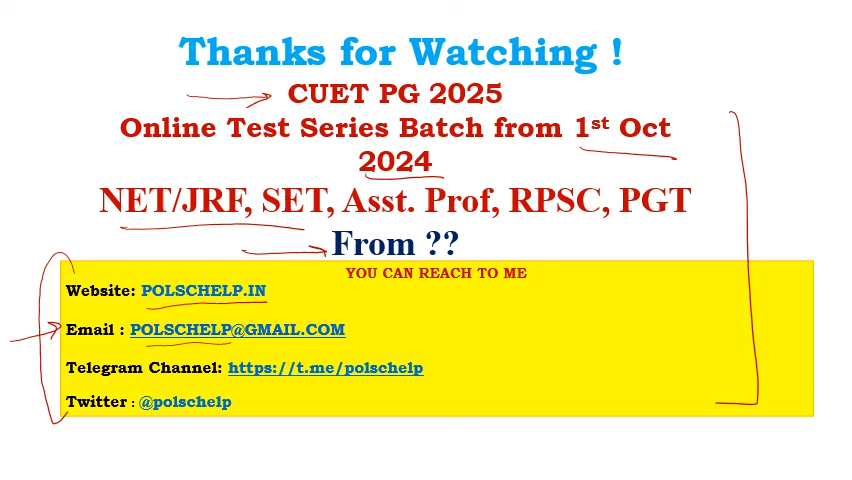 Thanks for Watching !
CUET PG 2025
Online Test Series Batch from 1st Oct
2024
NET/JRF, SET, Asst. Prof, RPSC, PGT
From ??
YOU CAN REACH TO ME
Website: POLSCHELP.IN
Email : POLSCHELP@GMAIL.COM
Telegram Channel: https://t.me/polschelp
Twitter : @polschelp